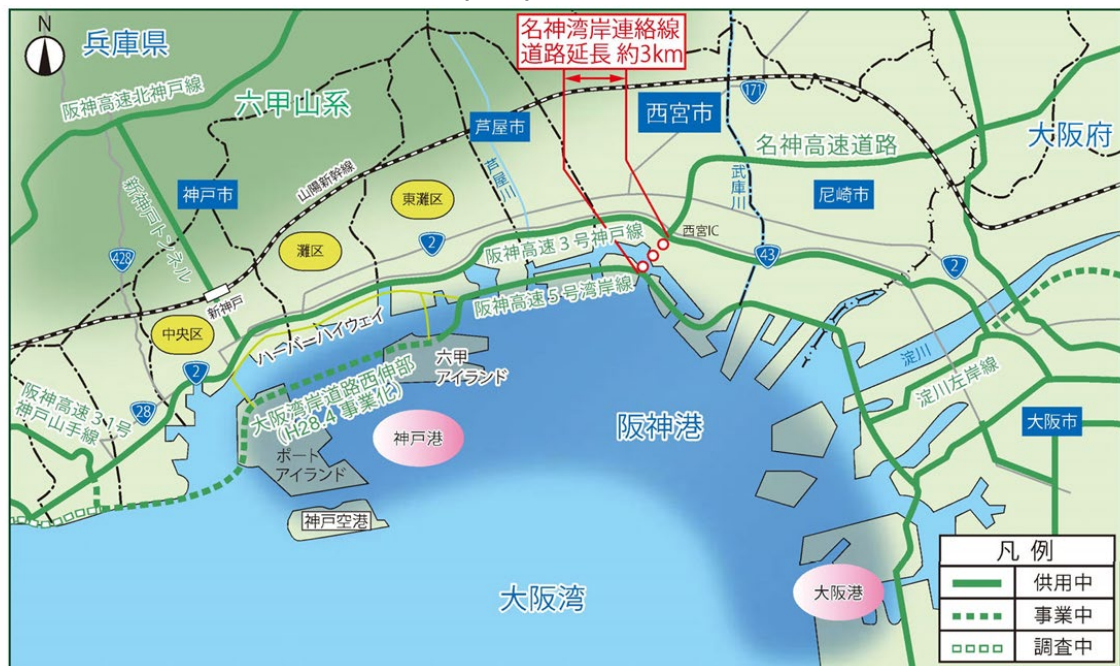 N
兵庫県
名神湾岸連絡線
道路延長 約3km
阪神高速北神戸線
六甲山系
芦屋市
171
西宮市
大阪府
名神高速道路
山陽新幹線
芦屋川
神戸市
新神戸トンネル
東灘区
武庫川
尼崎市
2
阪神高速3号神戸線
西宮IC
428
灘区
43
2
阪神高速5号湾岸線
新神戸
中央区
ハーバーハイウェイ
六甲
アイランド
淀川
淀川左岸線
2
大阪湾岸道路西伸部
(H28.4 事業化)
阪神高速31号
神戸山手線
28
神戸港
阪神港
大阪市
ポート
アイランド
神戸空港
大阪港
大阪湾
凡 例
供用中
事業中
調査中